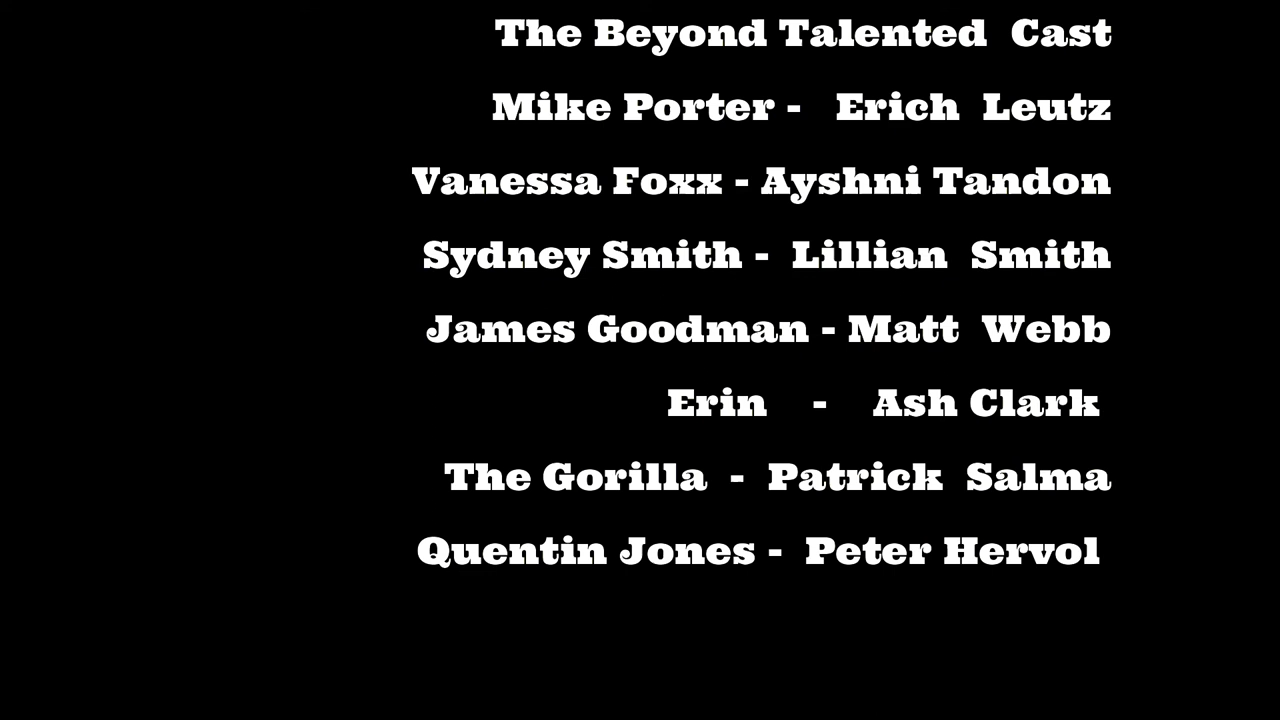 The Beyond Talented Cast
Mike Porter - Erich Leutz
Vanessa Foxx - Ayshni Tandon
Sydney Smith - Lillian Smith
James Goodman - Matt Webb
Erin - Ash Clark
The Gorilla - Patrick Salma
Quentin Jones - Peter Hervol